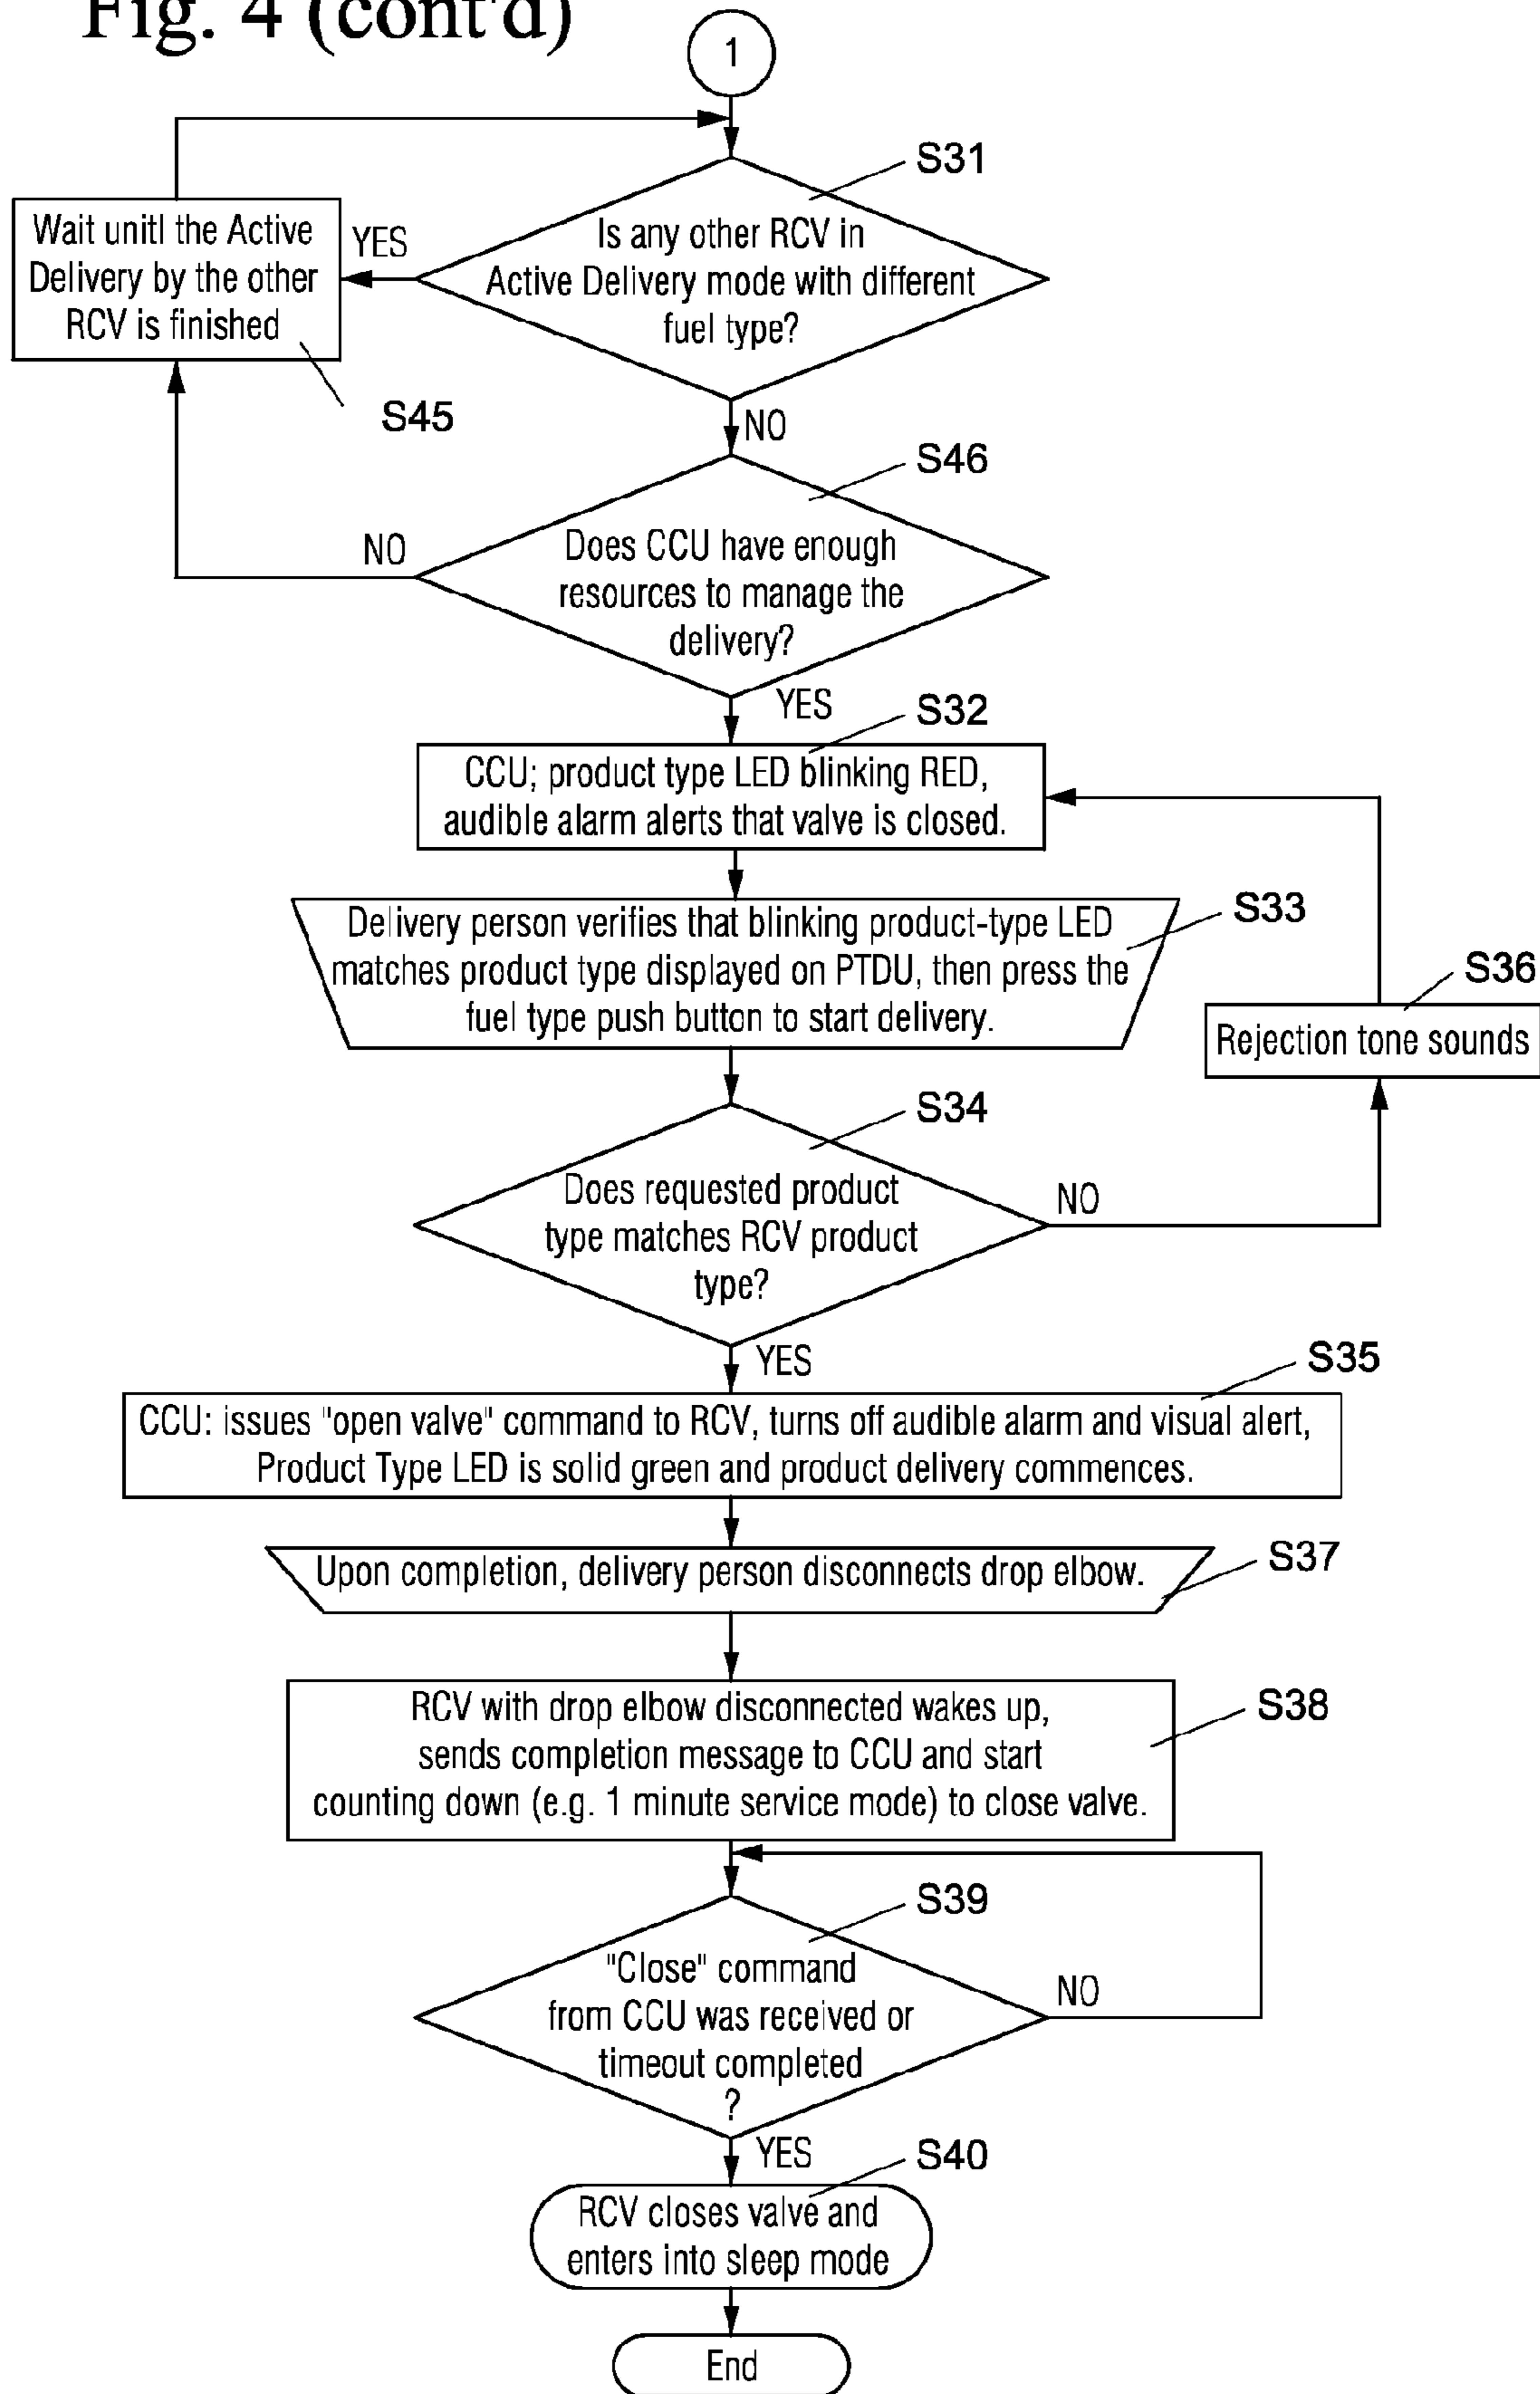 Fig. 4 (cont'd)
1
S31
Is any other RCV in
Active Delivery mode with different
fuel type?
YES
Wait unitl the Active
Delivery by the other
RCV is finished
S45
NO
S46
Does CCU have enough
resources to manage the
delivery?
NO
YES
S32
CCU; product type LED blinking RED,
audible alarm alerts that valve is closed.
S33
Delivery person verifies that blinking product-type LED
matches product type displayed on PTDU, then press the
fuel type push button to start delivery.
S36
Rejection tone sounds
S34
Does requested product
type matches RCV product
type?
NO
YES
S35
CCU: issues "open valve" command to RCV, turns off audible alarm and visual alert,
Product Type LED is solid green and product delivery commences.
S37
Upon completion, delivery person disconnects drop elbow.
S38
RCV with drop elbow disconnected wakes up,
sends completion message to CCU and start
counting down (e.g. 1 minute service mode) to close valve.
S39
"Close" command
from CCU was received or
timeout completed
?
NO
YES
S40
RCV closes valve and
enters into sleep mode
End